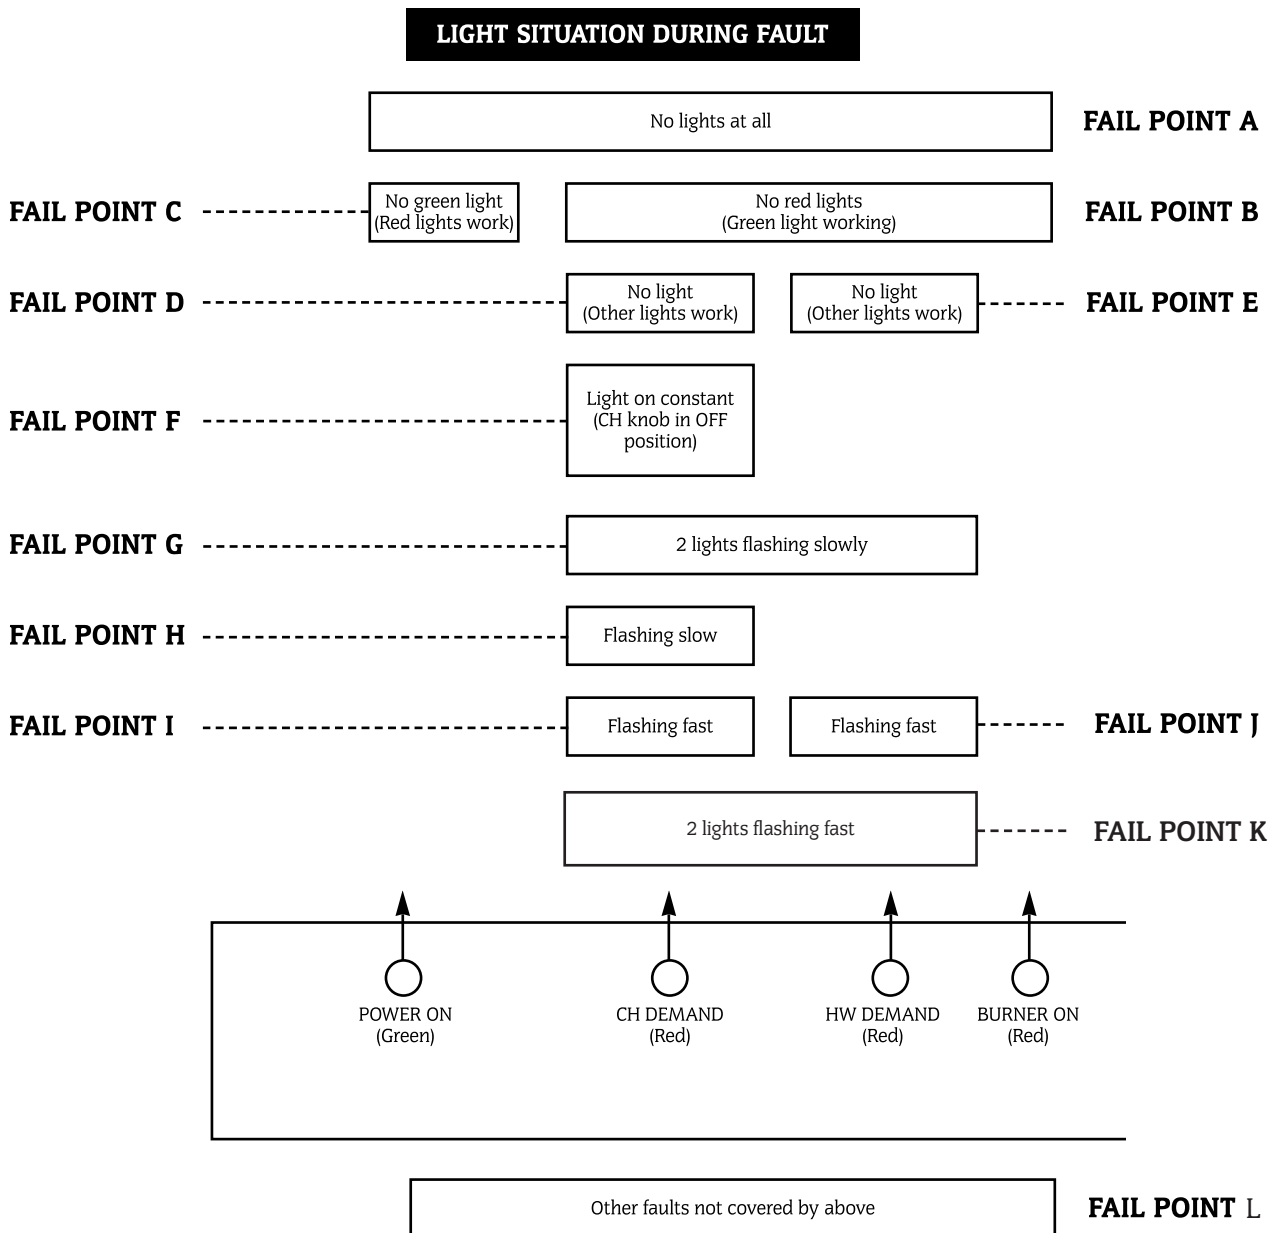 LIGHT SITUATION DURING FAULT
No lights at all
FAIL POINT A
FAIL POINT C
No green light
(Red lights work)
No red lights
(Green light working)
FAIL POINT B
FAIL POINT D
No light
(Other lights work)
No light
(Other lights work)
FAIL POINT E
FAIL POINT F
Light on constant
(CH knob in OFF
position)
FAIL POINT G
2 lights flashing slowly
FAIL POINT H
Flashing slow
FAIL POINT I
Flashing fast
Flashing fast
FAIL POINT J
2 lights flashing fast
FAIL POINT K
POWER ON
(Green)
CH DEMAND
(Red)
HW DEMAND
(Red)
BURNER ON
(Red)
Other faults not covered by above
FAIL POINT L